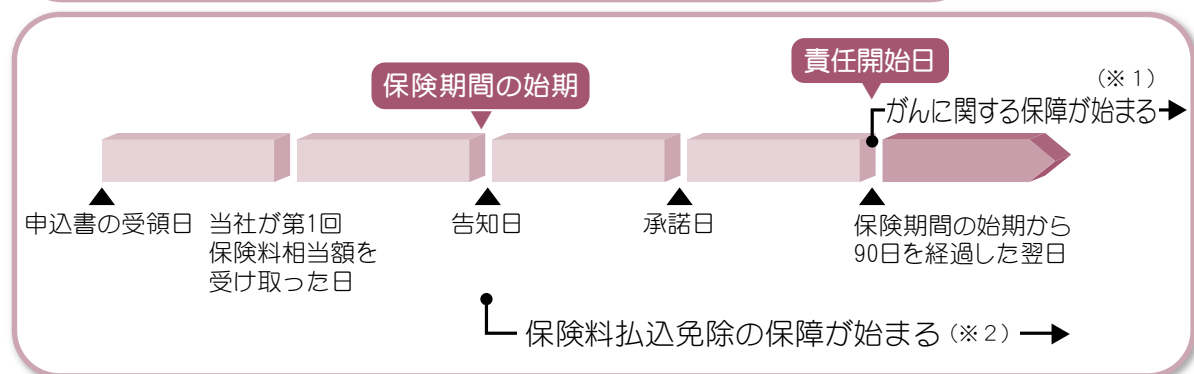 責任開始日
保険期間の始期
(※1)
がんに関する保障が始まる
申込書の受領日
当社が第1回
保険料相当額を
受け取った日
告知日
承諾日
保険期間の始期から
90日を経過した翌日
保険料払込免除の保障が始まる(※2)